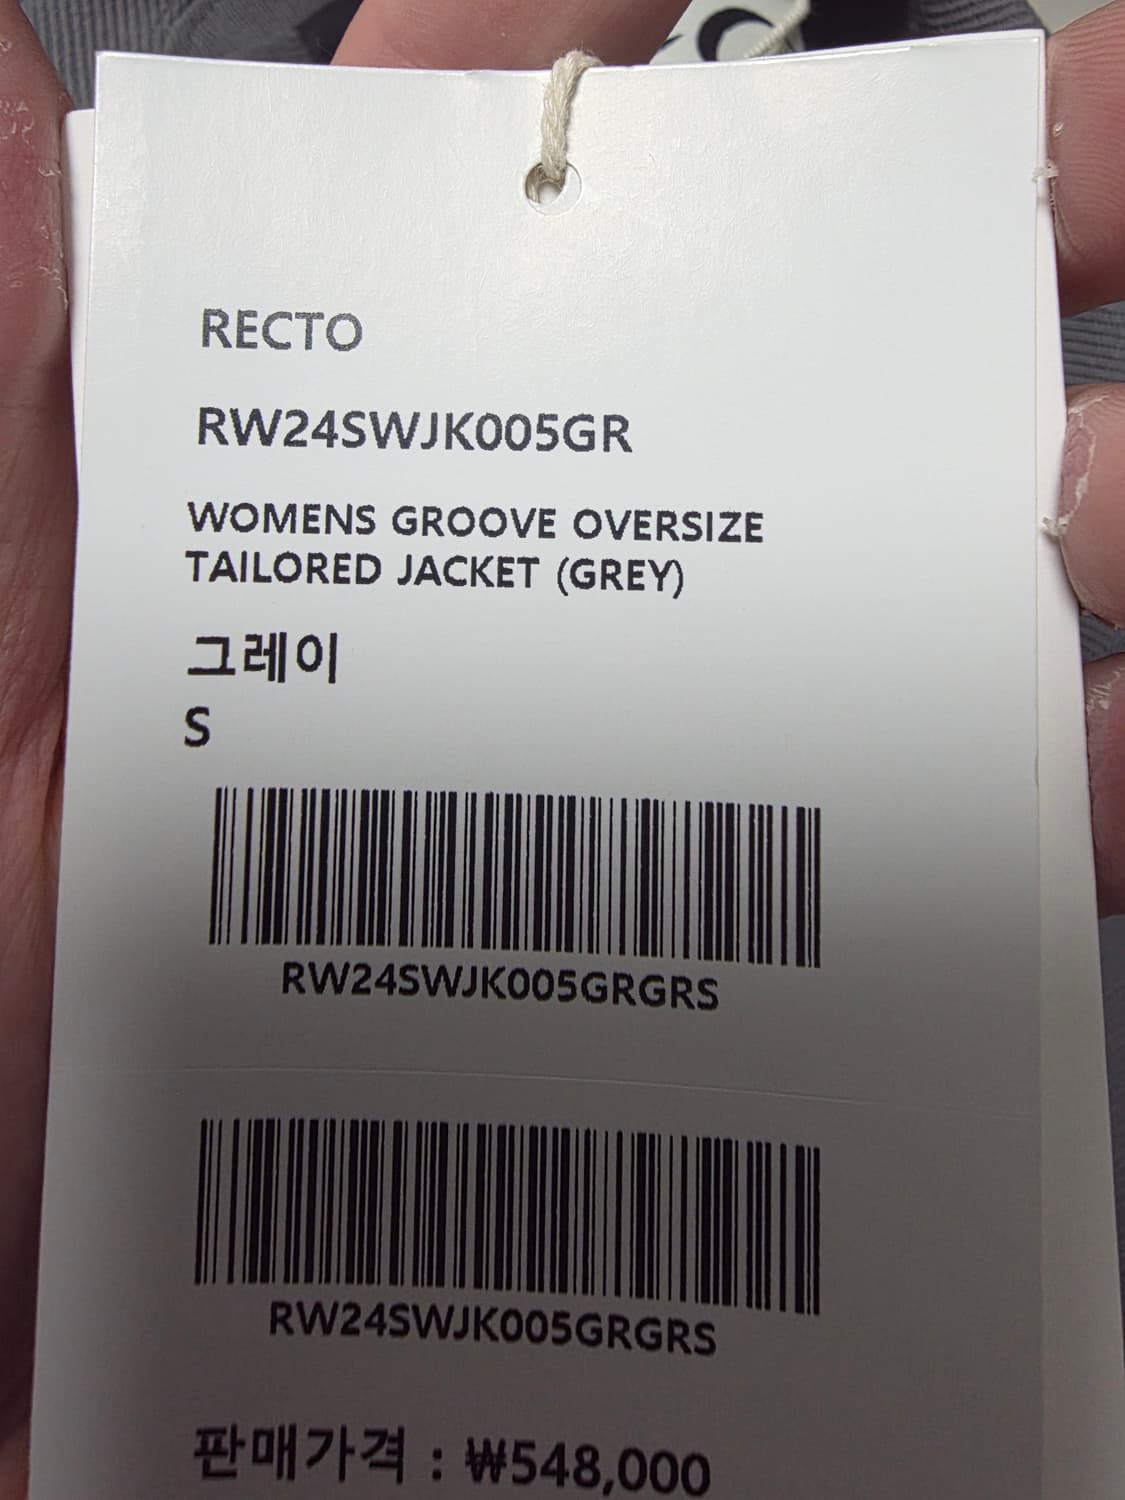 RECTO
RW24SWJK005GR
WOMENS GROOVE OVERSIZE
TAILORED JACKET (GREY)
그레이
S
RW24SWJK005GRGRS
RW24SWJK005GRGRS
판매가격 : ₩548,000